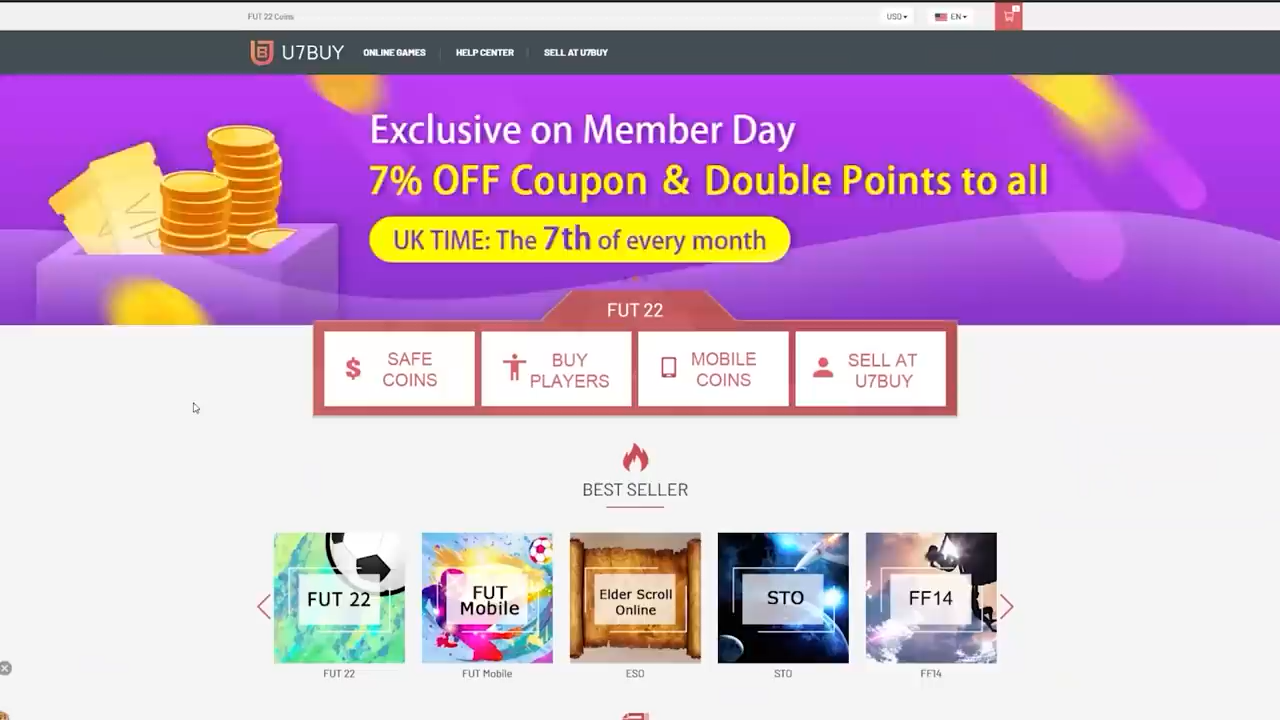 FUT 22 Coins
USD
EN
1
U7BUY
ONLINE GAMES
HELP CENTER
SELL AT U7BUY
Exclusive on Member Day
7% OFF Coupon & Double Points to all
UK TIME: The 7th of every month
VIP
FUT 22
SAFE
COINS
BUY
PLAYERS
MOBILE
COINS
SELL AT
U7BUY
BEST SELLER
FUT 22
FUT
Mobile
Elder Scroll
Online
STO
FF14
FUT 22
FUT Mobile
ESO
STO
FF14